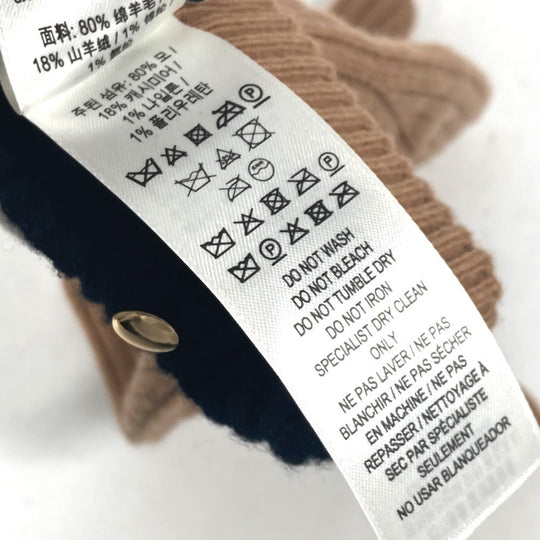 面料: 80% 绵羊毛
18% 山羊绒 / 1% 锦纶
주된 섬유: 80% 모 /
18% 캐시미어 /
1% 나일론 /
1% 폴리우레탄
DO NOT WASH
DO NOT BLEACH
DO NOT TUMBLE DRY
DO NOT IRON
SPECIALIST DRY CLEAN
ONLY
NE PAS LAVER / NE PAS
BLANCHIR / NE PAS SÉCHER
EN MACHINE / NE PAS
REPASSER / NETTOYAGE À
SEC PAR SPÉCIALISTE
SEULEMENT
NO USAR BLANQUEADOR